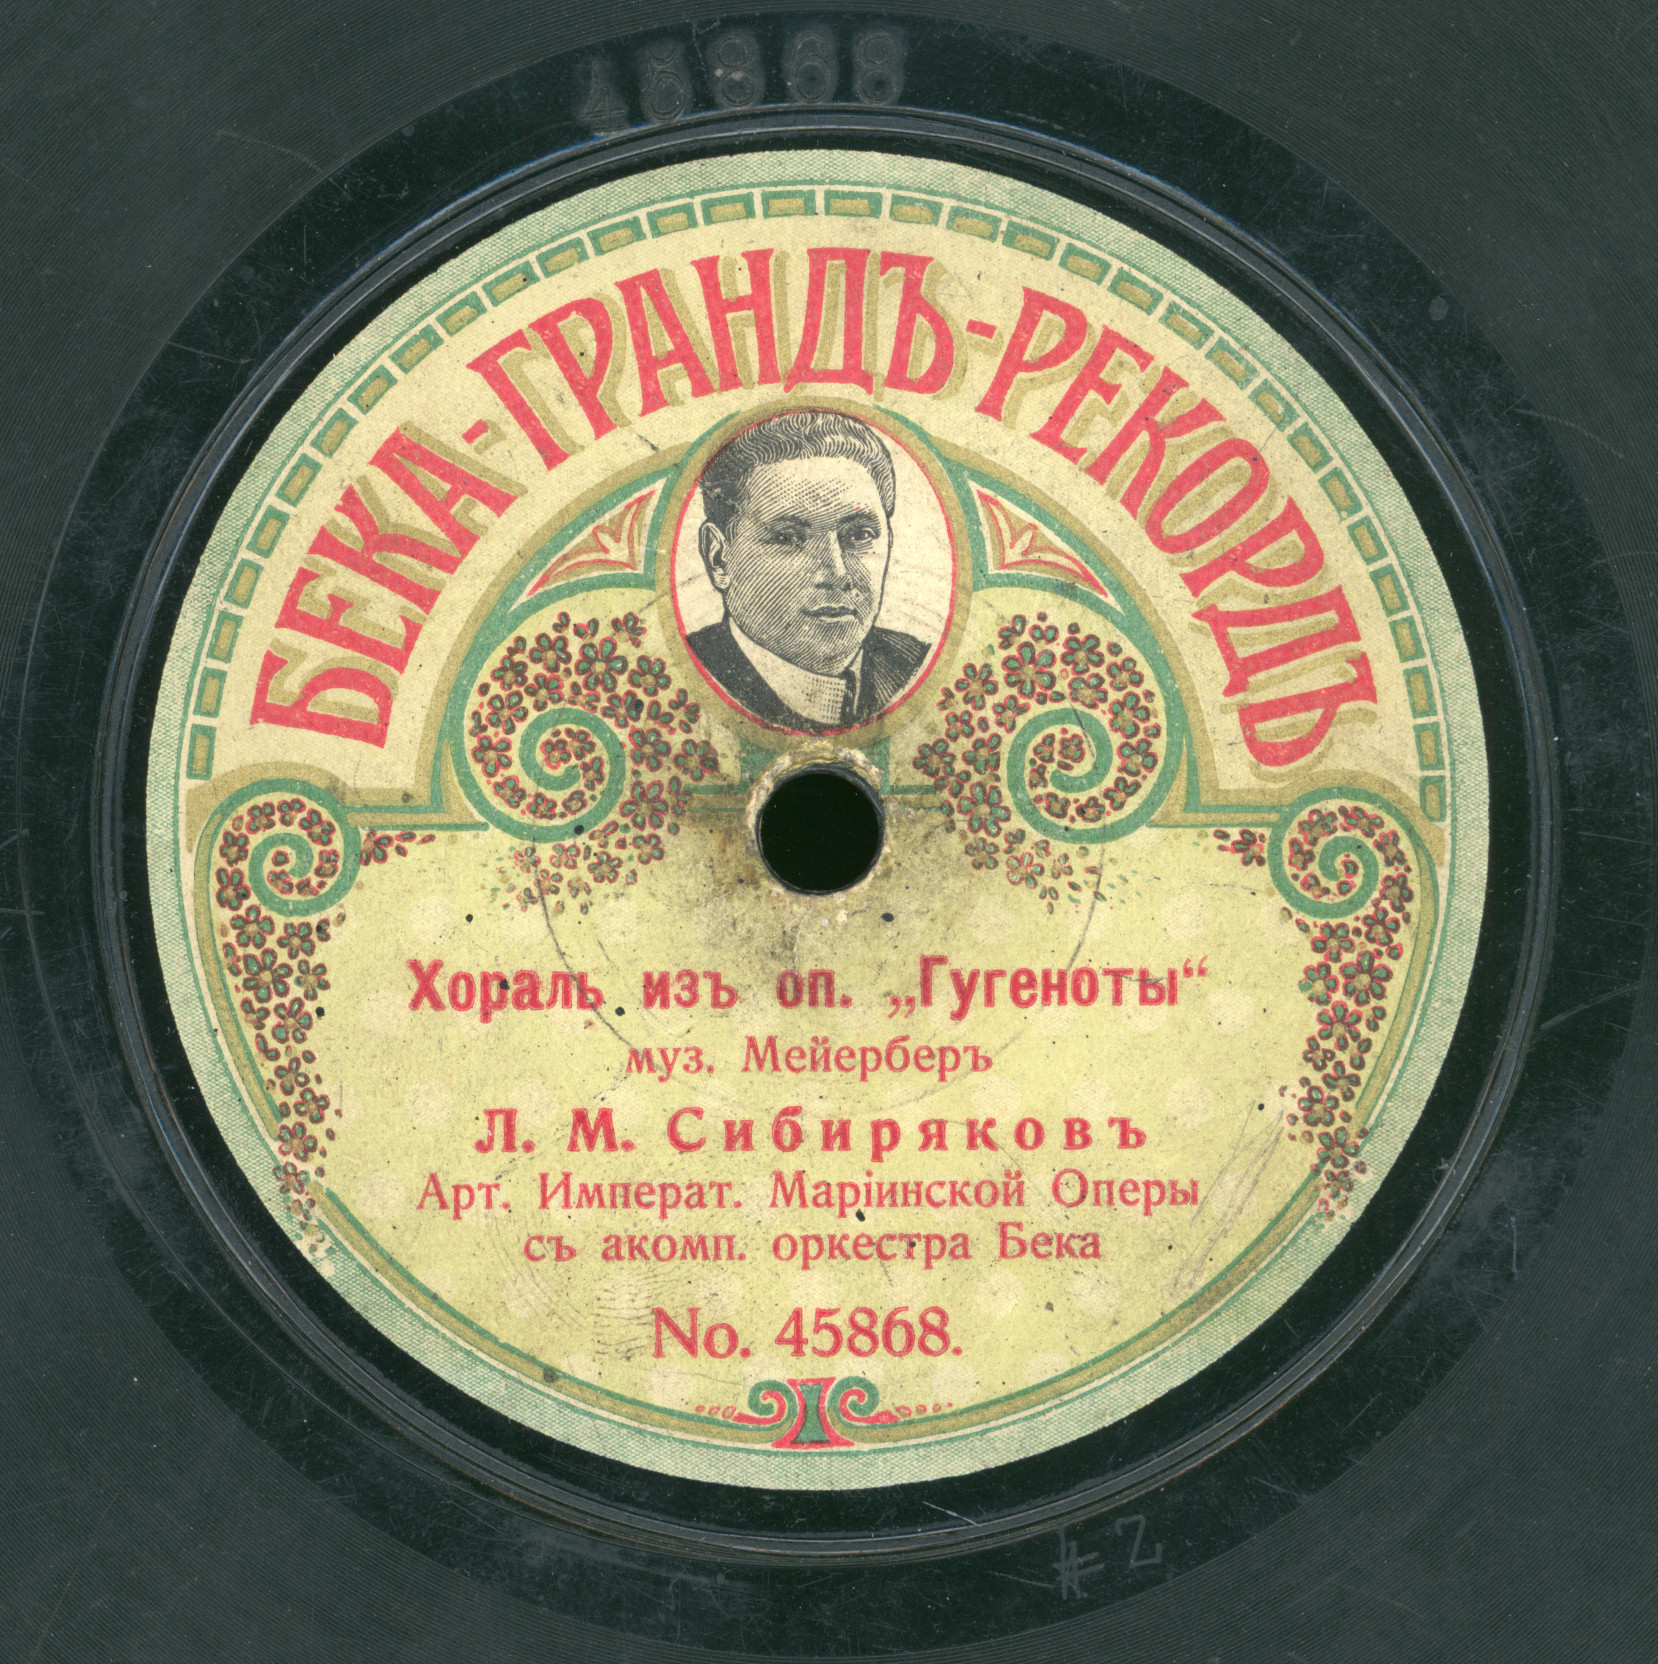 45868
БЕКА-ГРАНДЪ-РЕКОРДЪ
Хораль изъ оп. „Гугеноты“
муз. Мейерберъ
Л. М. Сибиряковъ
Арт. Императ. Маріинской Оперы
съ акомп. оркестра Бека
No. 45868.